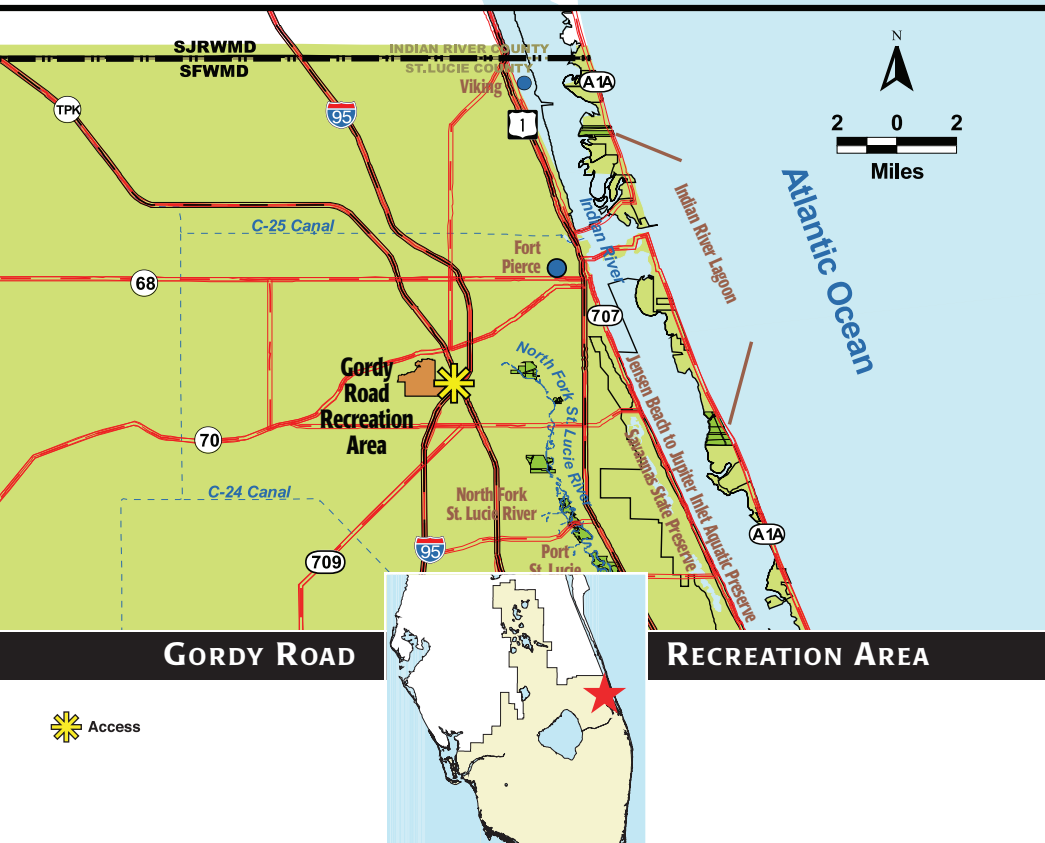 SJRWMD
SFWMD
INDIAN RIVER COUNTY
ST.LUCIE COUNTY
Viking
TPK
95
1
A1A
N
2 0 2
Miles
Atlantic Ocean
Indian River
Indian River Lagoon
C-25 Canal
Fort
Pierce
68
707
Gordy
Road
Recreation
Area
North Fork St. Lucie River
Jensen Beach to Jupiter Inlet Aquatic Preserve
Savannas State Preserve
70
C-24 Canal
North Fork
St. Lucie River
709
95
Port
St. Lucie
A1A
GORDY ROAD RECREATION AREA
Access